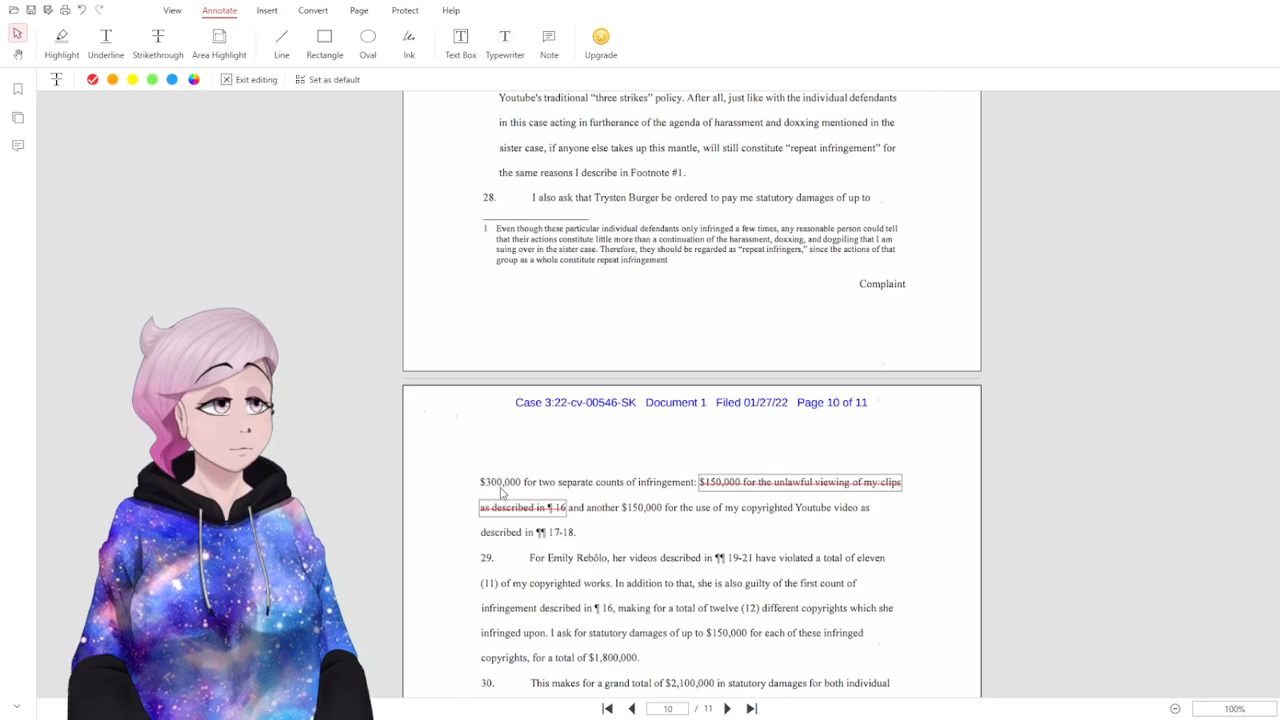 View Annotate Insert Convert Page Protect Help
Highlight Underline Strikethrough Area Highlight Line Rectangle Oval Ink Text Box Typewriter Note Upgrade
Exit editing Set as default
Youtube's traditional “three strikes” policy. After all, just like with the individual defendants
in this case acting in furtherance of the agenda of harassment and doxxing mentioned in the
sister case, if anyone else takes up this mantle, will still constitute “repeat infringement” for
the same reasons I describe in Footnote #1.
28. I also ask that Trysten Burger be ordered to pay me statutory damages of up to
1 Even though these particular individual defendants only infringed a few times, any reasonable person could tell
that their actions constitute little more than a continuation of the harassment, doxxing, and dogpiling that I am
suing over in the sister case. Therefore, they should be regarded as “repeat infringers,” since the actions of that
group as a whole constitute repeat infringement
Complaint
Case 3:22-cv-00546-SK Document 1 Filed 01/27/22 Page 10 of 11
$300,000 for two separate counts of infringement: $150,000 for the unlawful viewing of my clips
as described in ¶ 16 and another $150,000 for the use of my copyrighted Youtube video as
described in ¶¶ 17-18.
29. For Emily Rebôlo, her videos described in ¶¶ 19-21 have violated a total of eleven
(11) of my copyrighted works. In addition to that, she is also guilty of the first count of
infringement described in ¶ 16, making for a total of twelve (12) different copyrights which she
infringed upon. I ask for statutory damages of up to $150,000 for each of these infringed
copyrights, for a total of $1,800,000.
30. This makes for a grand total of $2,100,000 in statutory damages for both individual
10 / 11 100%